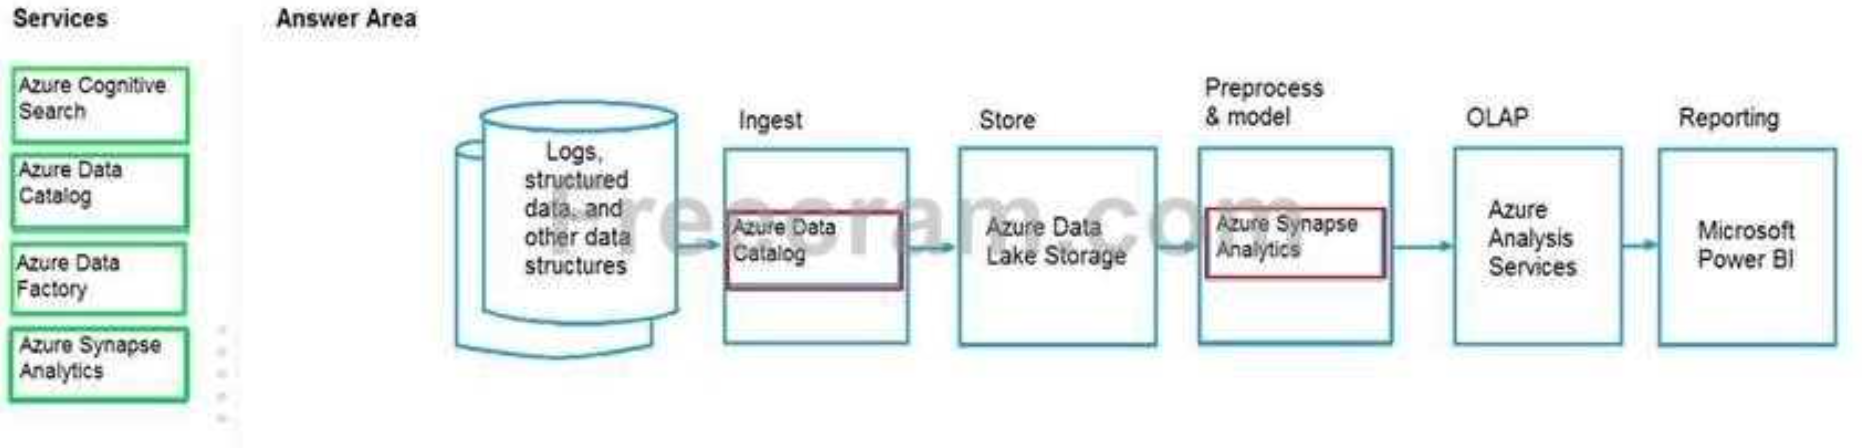 Services
Answer Area
Azure Cognitive
Search
Azure Data
Catalog
Azure Data
Factory
Azure Synapse
Analytics
Logs,
structured
data, and
other data
structures
Ingest
Azure Data
Catalog
Store
Azure Data
Lake Storage
Preprocess
& model
Azure Synapse
Analytics
OLAP
Azure
Analysis
Services
Reporting
Microsoft
Power BI